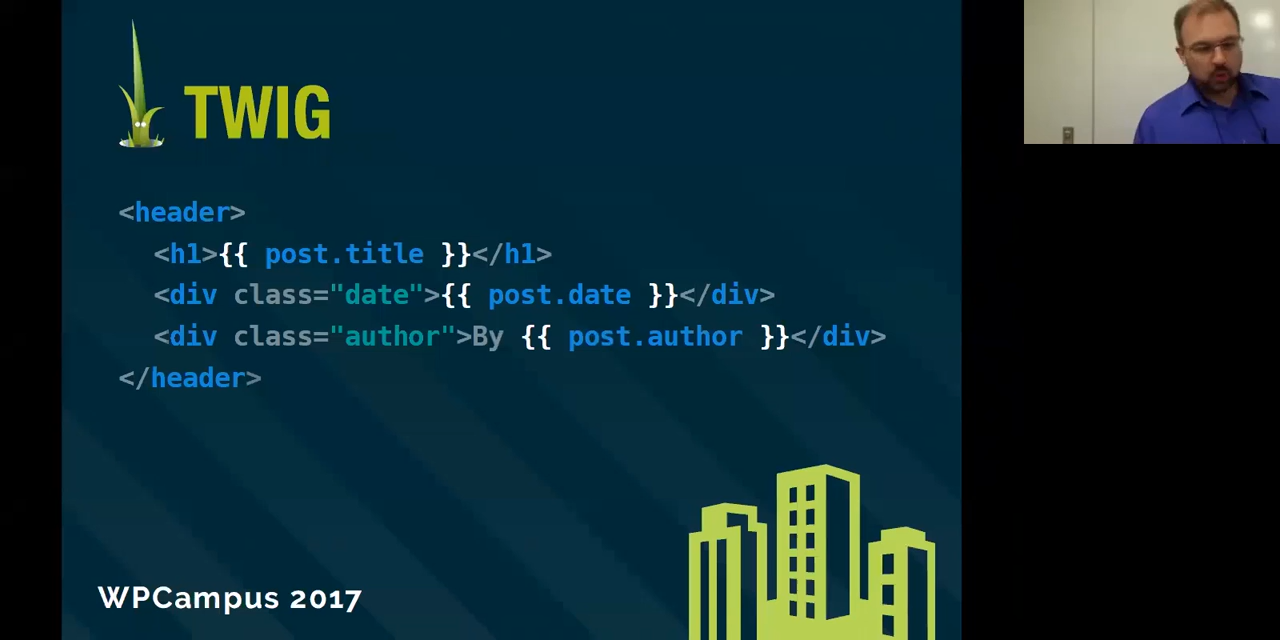 TWIG
<header>
<h1>{{ post.title }}</h1>
<div class="date">{{ post.date }}</div>
<div class="author">By {{ post.author }}</div>
</header>
WPCampus 2017